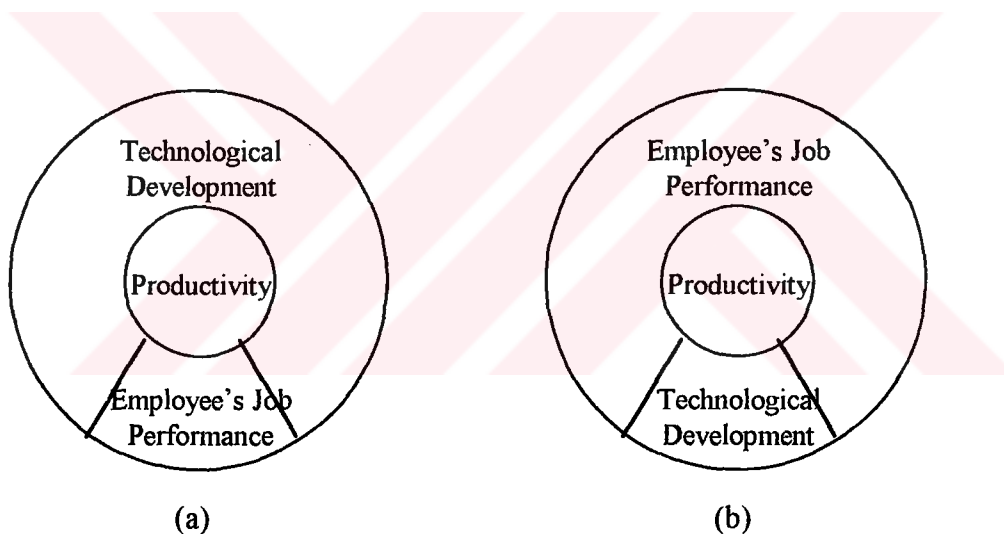 Technological
Development
Productivity
Employee's Job
Performance
(a)
Employee's Job
Performance
Productivity
Technological
Development
(b)